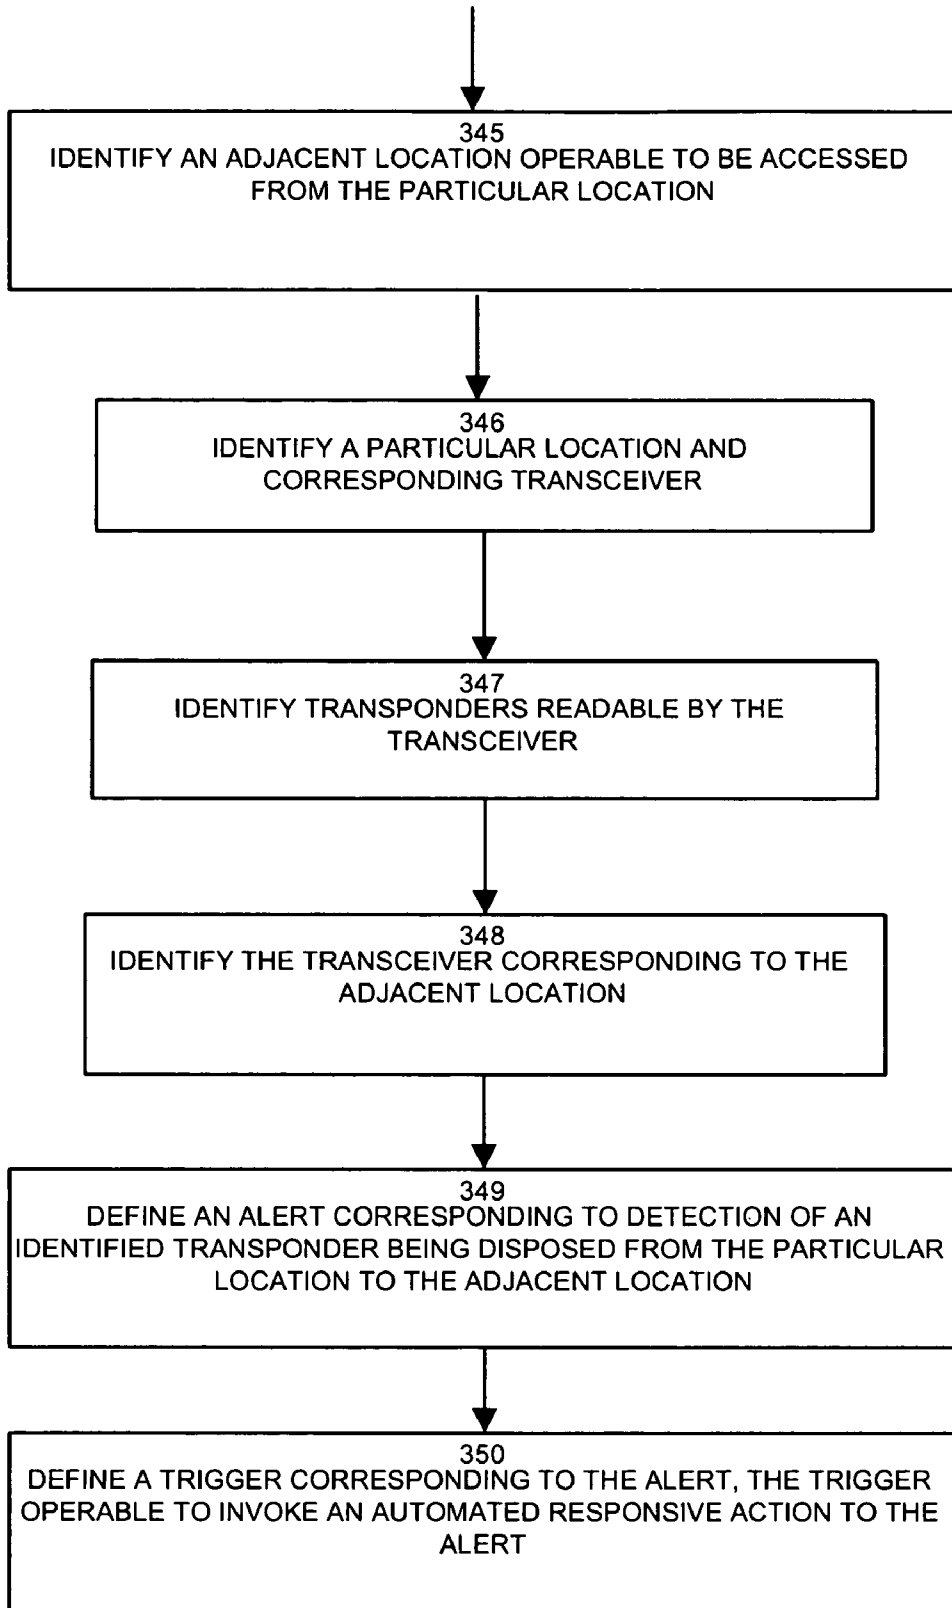 345
IDENTIFY AN ADJACENT LOCATION OPERABLE TO BE ACCESSED
FROM THE PARTICULAR LOCATION
346
IDENTIFY A PARTICULAR LOCATION AND
CORRESPONDING TRANSCEIVER
347
IDENTIFY TRANSPONDERS READABLE BY THE
TRANSCEIVER
348
IDENTIFY THE TRANSCEIVER CORRESPONDING TO THE
ADJACENT LOCATION
349
DEFINE AN ALERT CORRESPONDING TO DETECTION OF AN
IDENTIFIED TRANSPONDER BEING DISPOSED FROM THE PARTICULAR
LOCATION TO THE ADJACENT LOCATION
350
DEFINE A TRIGGER CORRESPONDING TO THE ALERT, THE TRIGGER
OPERABLE TO INVOKE AN AUTOMATED RESPONSIVE ACTION TO THE
ALERT